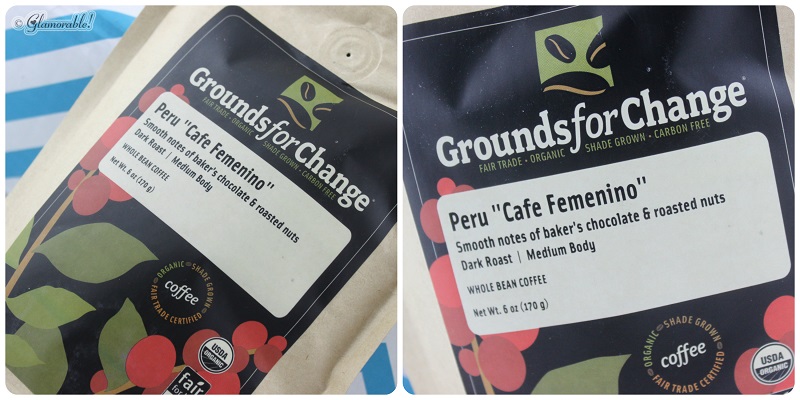 © Glamorable!
GroundsforChange®
FAIR TRADE • ORGANIC SHADE GROWN • CARBON FREE
Peru "Cafe Femenino"
Smooth notes of baker's chocolate & roasted nuts
Dark Roast | Medium Body
WHOLE BEAN COFFEE
Net Wt. 6 oz (170 g)
ORGANIC SHADE GROWN
coffee
FAIR TRADE CERTIFIED
USDA
ORGANIC
fair
GroundsforChange®
FAIR TRADE • ORGANIC SHADE GROWN • CARBON FREE
Peru "Cafe Femenino"
Smooth notes of baker's chocolate & roasted nuts
Dark Roast | Medium Body
WHOLE BEAN COFFEE
Net Wt. 6 oz (170 g)
ORGANIC SHADE GROWN
coffee
FAIR TRADE CERTIFIED
USDA
ORGANIC